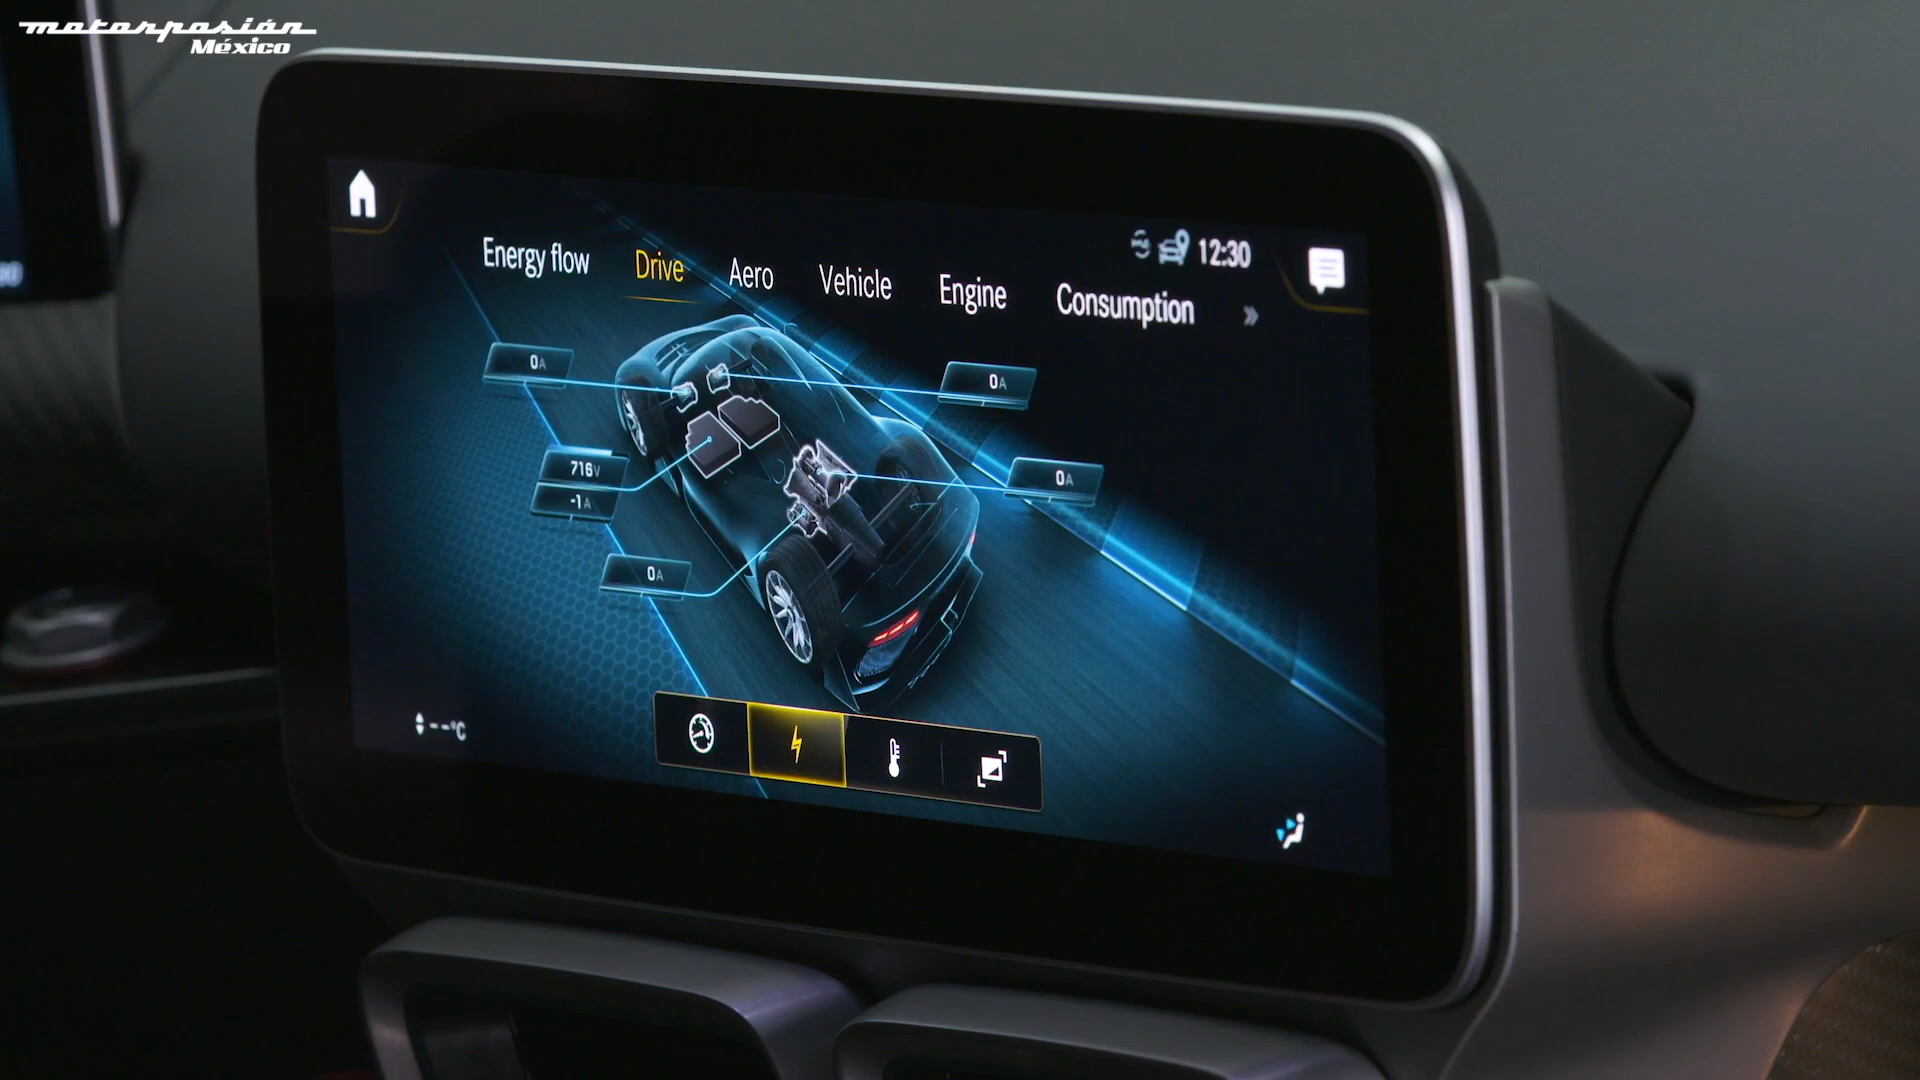 motorpasión
México
12:30
Energy flow Drive Aero Vehicle Engine Consumption »
0A
0A
716V
-1A
0A
0A
--°C